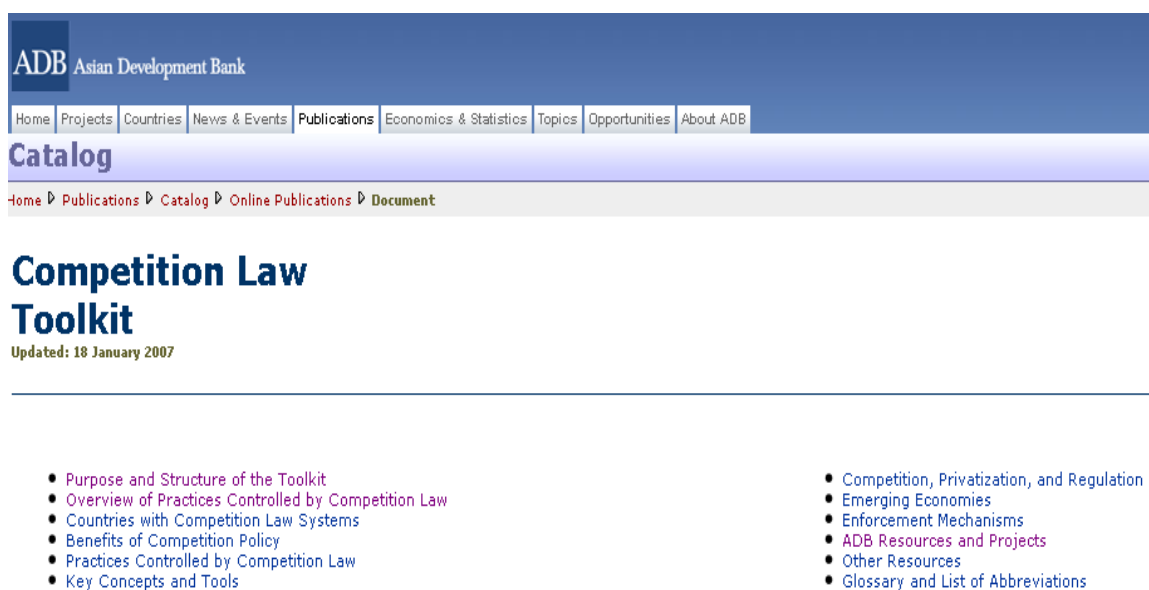 ADB Asian Development Bank
Home Projects Countries News & Events Publications Economics & Statistics Topics Opportunities About ADB
Catalog
Home Publications Catalog Online Publications Document
Competition Law
Toolkit
Updated: 18 January 2007
Purpose and Structure of the Toolkit
Overview of Practices Controlled by Competition Law
Countries with Competition Law Systems
Benefits of Competition Policy
Practices Controlled by Competition Law
Key Concepts and Tools
Competition, Privatization, and Regulation
Emerging Economies
Enforcement Mechanisms
ADB Resources and Projects
Other Resources
Glossary and List of Abbreviations